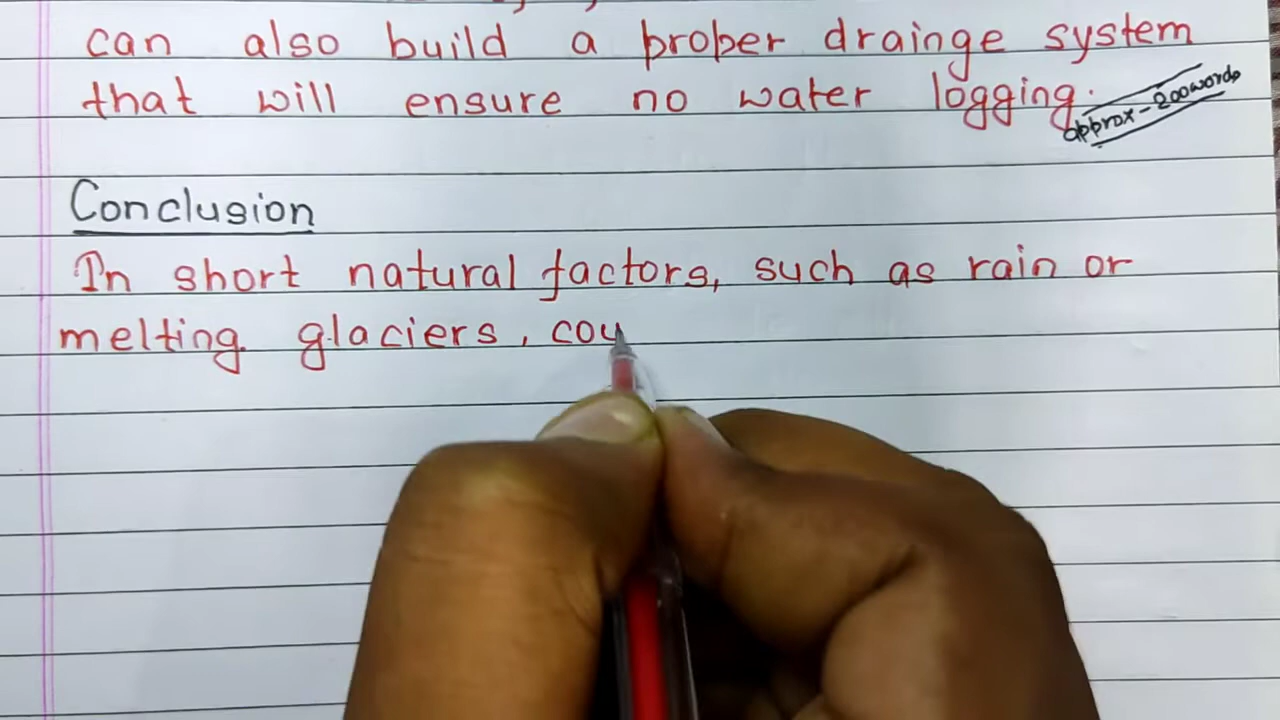 can also build a proper drainge system
that will ensure no water logging.
approx - 200 words
Conclusion
In short natural factors, such as rain or
melting glaciers, cou